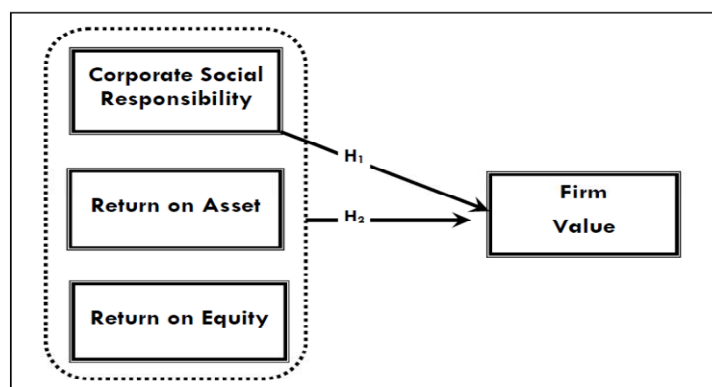 Corporate Social
Responsibility
H₁
Return on Asset
H₂
Firm
Value
Return on Equity